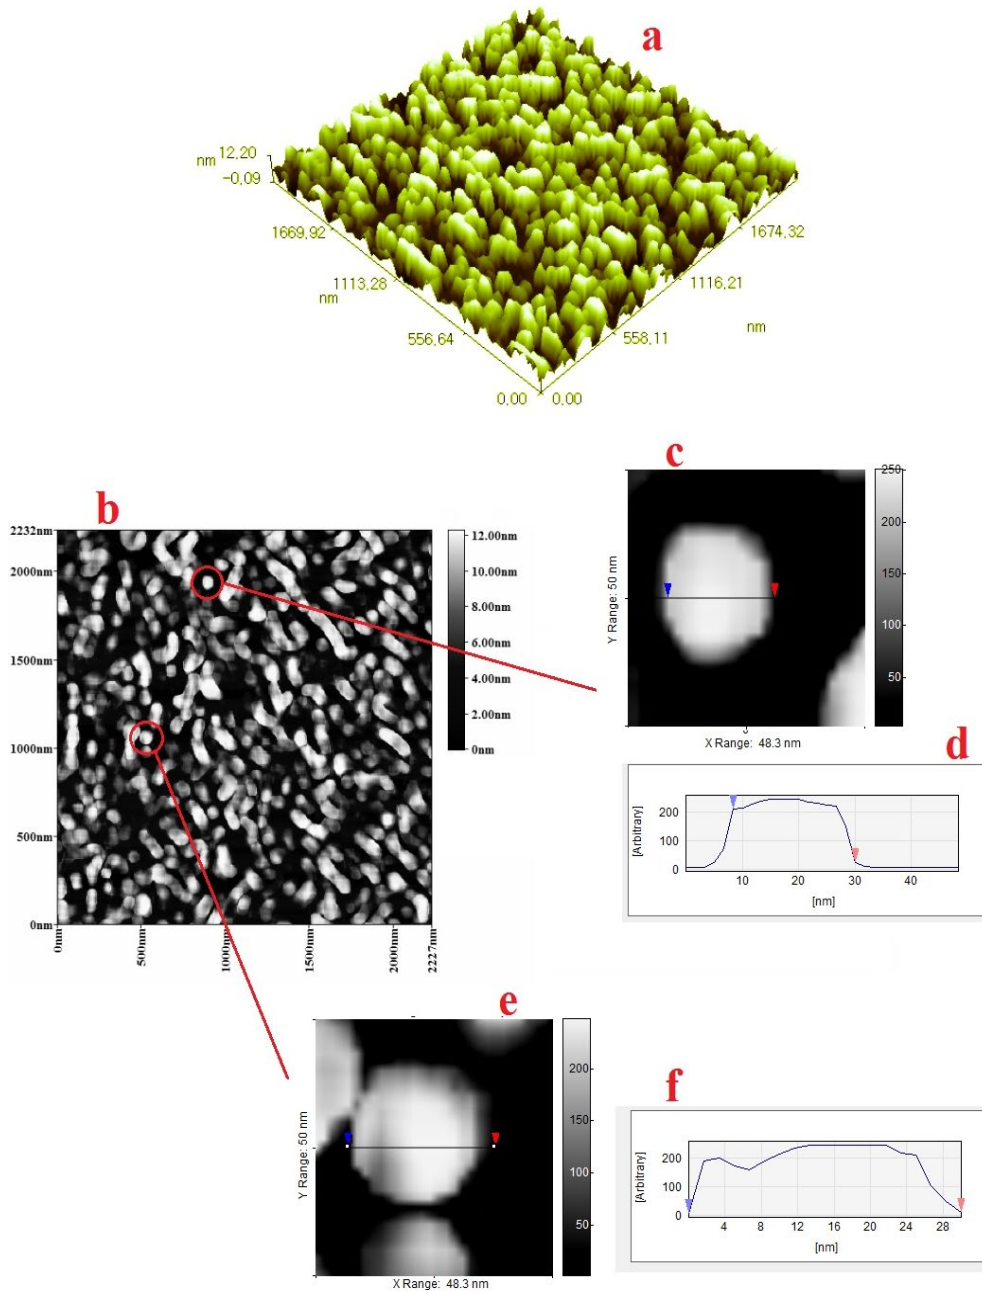 a
nm 12,20
-0,09
1669,92
1113,28
nm
556,64
0,00
0,00
558,11
1116,21
1674,32
nm
b
2232nm
2000nm
1500nm
1000nm
500nm
0nm
0nm
500nm
1000nm
1500nm
2000nm
2227nm
12.00nm
10.00nm
8.00nm
6.00nm
4.00nm
2.00nm
0nm
c
Y Range: 50 nm
X Range: 48.3 nm
250
200
150
100
50
d
[Arbitrary]
200
100
0
10 20 30 40
[nm]
e
Y Range: 50 nm
X Range: 48.3 nm
200
150
100
50
f
[Arbitrary]
200
100
0
4 8 12 16 20 24 28
[nm]